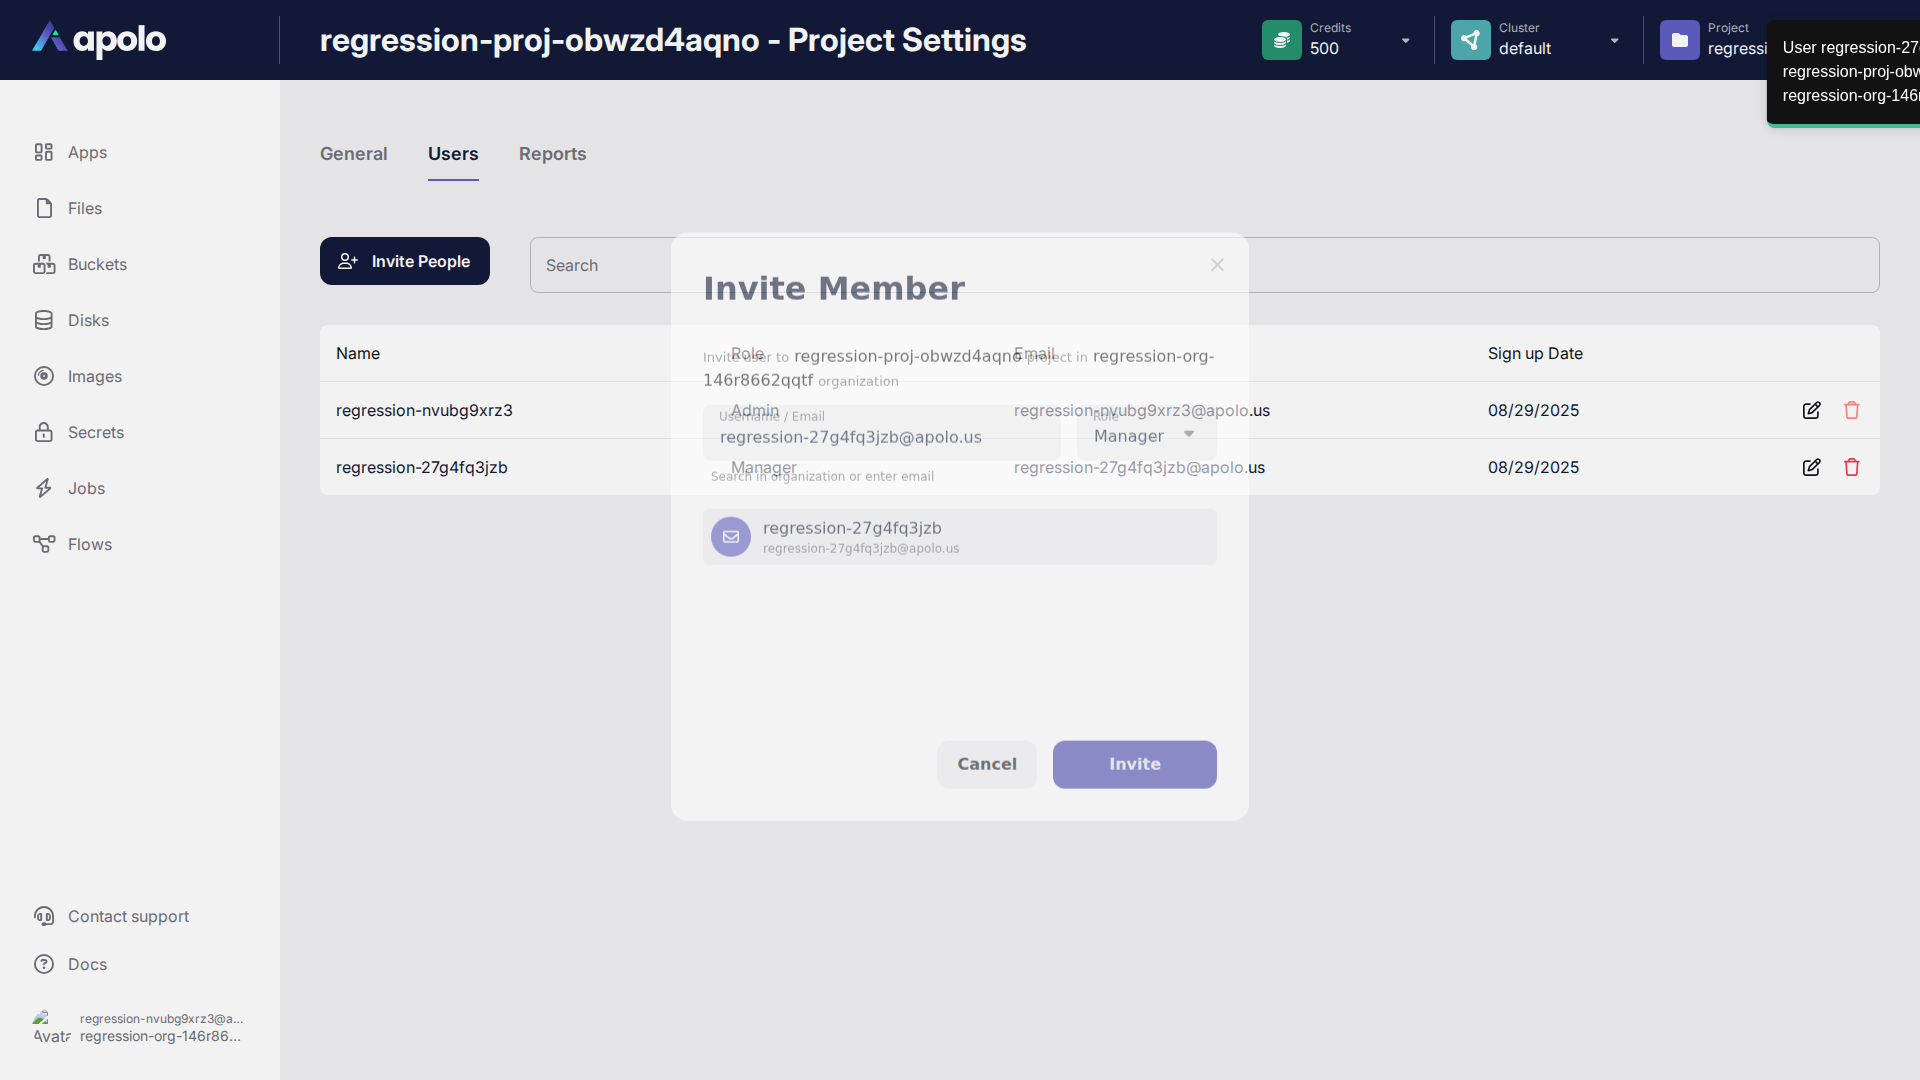 apolo
regression-proj-obwzd4aqno - Project Settings
Credits
500
Cluster
default
Project
regressi
User regression-27
regression-proj-obw
regression-org-146r
Apps
Files
Buckets
Disks
Images
Secrets
Jobs
Flows
General
Users
Reports
Invite People
Search
Name
Role
Email
Sign up Date
regression-nvubg9xrz3
Admin
regression-nvubg9xrz3@apolo.us
08/29/2025
regression-27g4fq3jzb
Manager
regression-27g4fq3jzb@apolo.us
08/29/2025
Invite Member
Invite user to regression-proj-obwzd4aqno project in regression-org-
146r8662qqtf organization
Username / Email
regression-27g4fq3jzb@apolo.us
Role
Manager
Search in organization or enter email
regression-27g4fq3jzb
regression-27g4fq3jzb@apolo.us
Cancel
Invite
Contact support
Docs
Avata
regression-nvubg9xrz3@a...
regression-org-146r86...